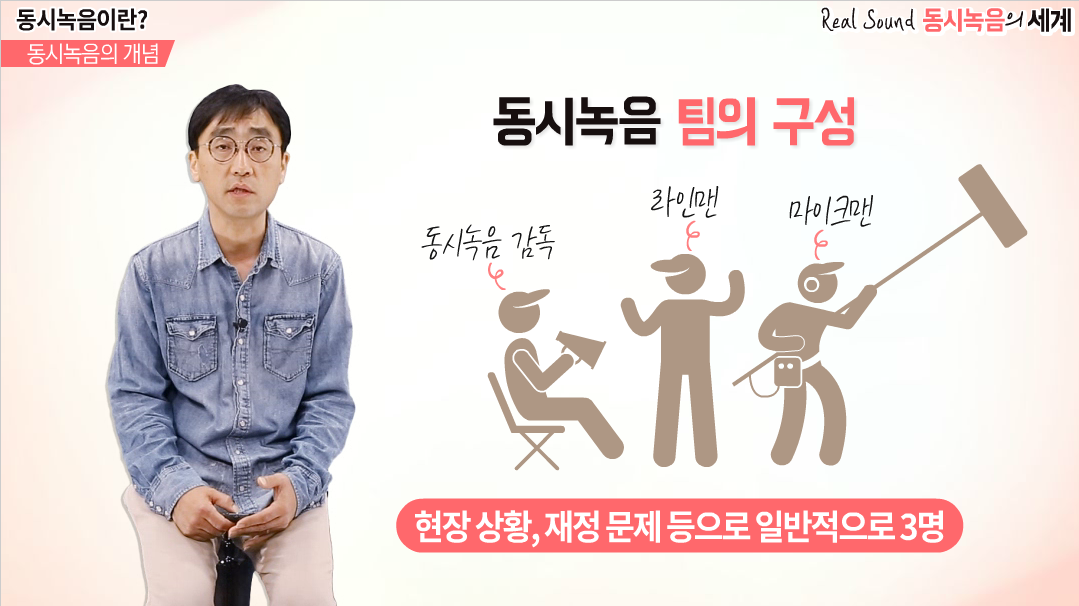 동시녹음이란?
동시녹음의 개념
Real Sound 동시녹음의 세계
동시녹음 팀의 구성
동시녹음 감독
라인맨
마이크맨
현장 상황, 재정 문제 등으로 일반적으로 3명